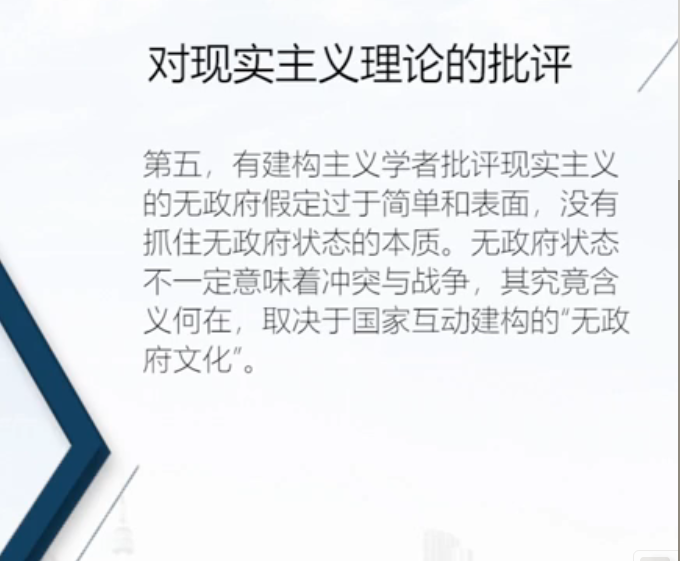 对现实主义理论的批评
第五，有建构主义学者批评现实主义
的无政府假定过于简单和表面，没有
抓住无政府状态的本质。无政府状态
不一定意味着冲突与战争，其究竟含
义何在，取决于国家互动建构的“无政
府文化”。